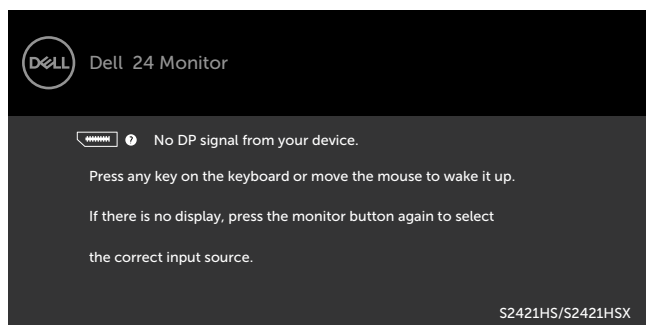 DELL
Dell 24 Monitor
? No DP signal from your device.
Press any key on the keyboard or move the mouse to wake it up.
If there is no display, press the monitor button again to select
the correct input source.
S2421HS/S2421HSX